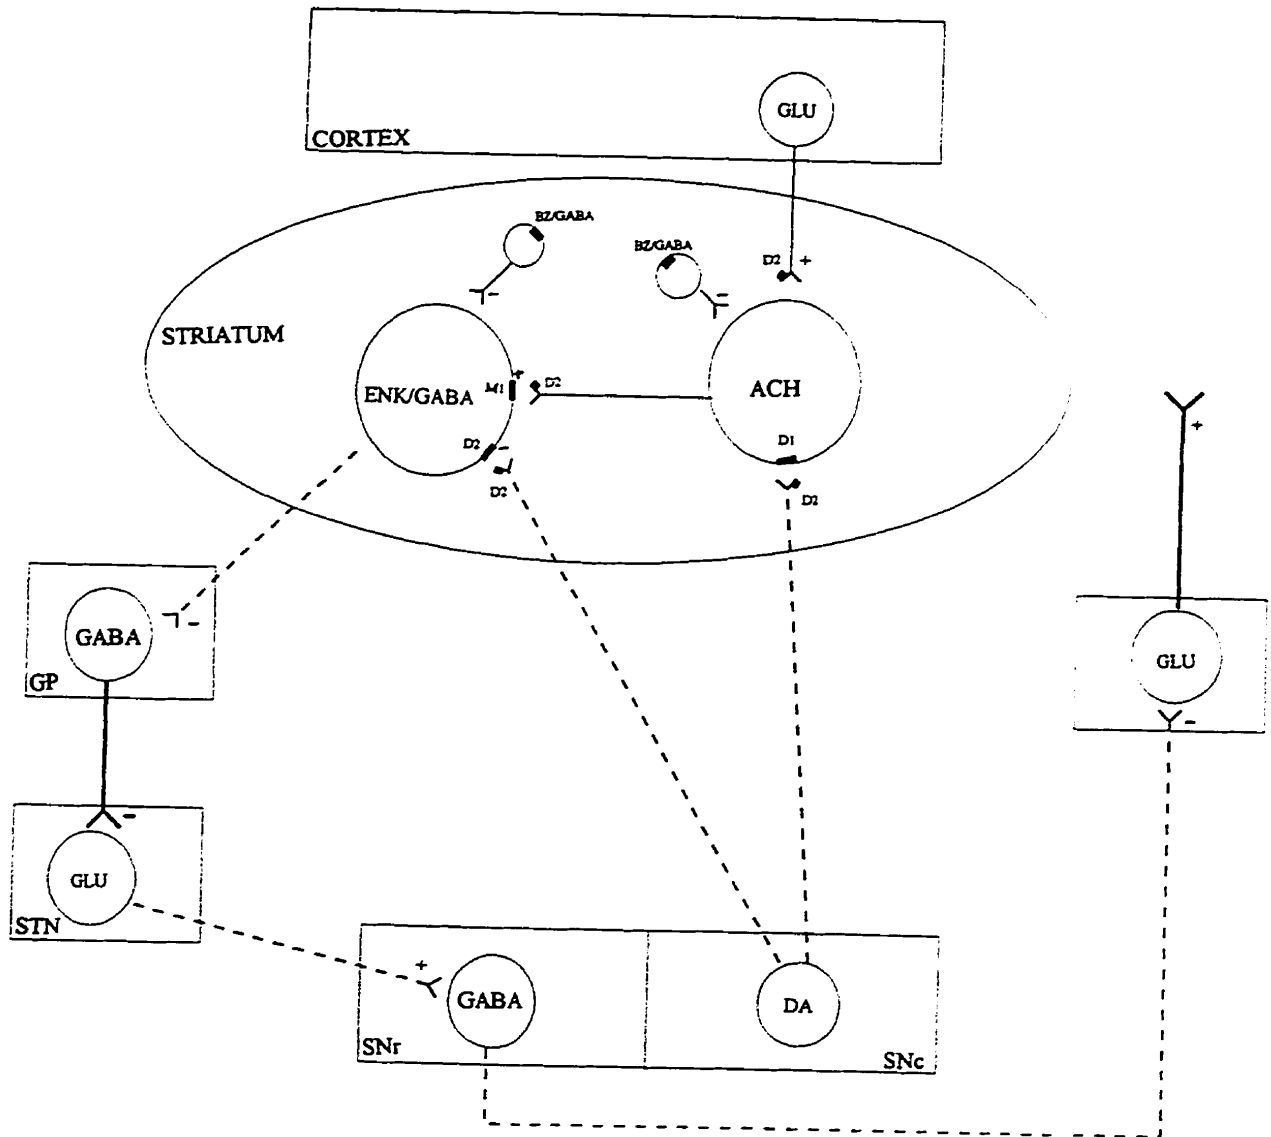 GLU
CORTEX
BZ/GABA
BZ/GABA
D2 +
-
-
STRIATUM
ENK/GABA
M1
+
D2
ACH
D2
-
D2
D1
D2
+
GABA
-
GP
GLU
-
-
GLU
STN
+
GABA
SNr
DA
SNc